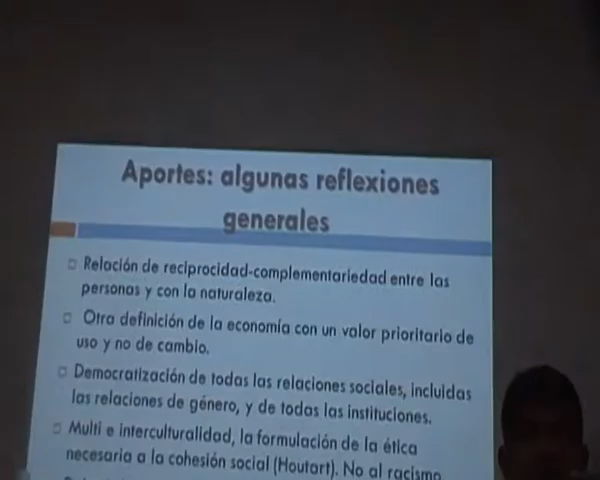 Aportes: algunas reflexiones
generales
Relación de reciprocidad-complementariedad entre las
personas y con la naturaleza.
Otra definición de la economía con un valor prioritario de
uso y no de cambio.
Democratización de todas las relaciones sociales, incluidas
las relaciones de género, y de todas las instituciones.
Multi e interculturalidad, la formulación de la ética
necesaria a la cohesión social (Houtart). No al racismo